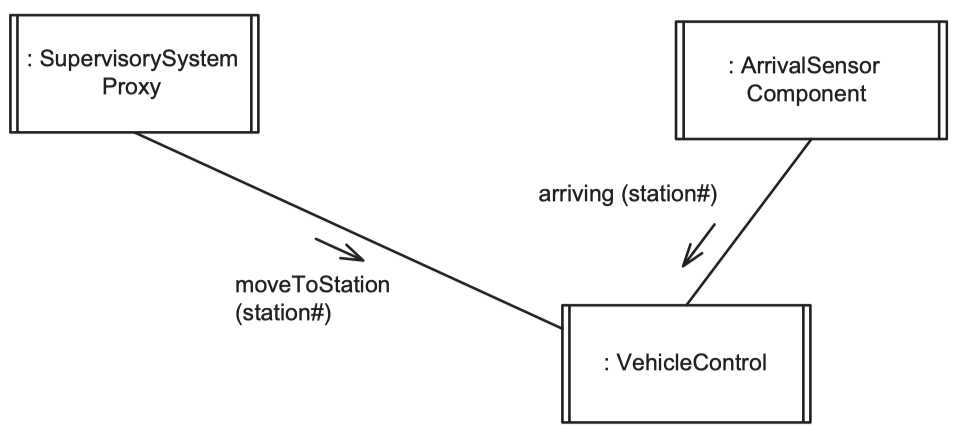 : SupervisorySystem
Proxy
: ArrivalSensor
Component
arriving (station#)
moveToStation
(station#)
: VehicleControl